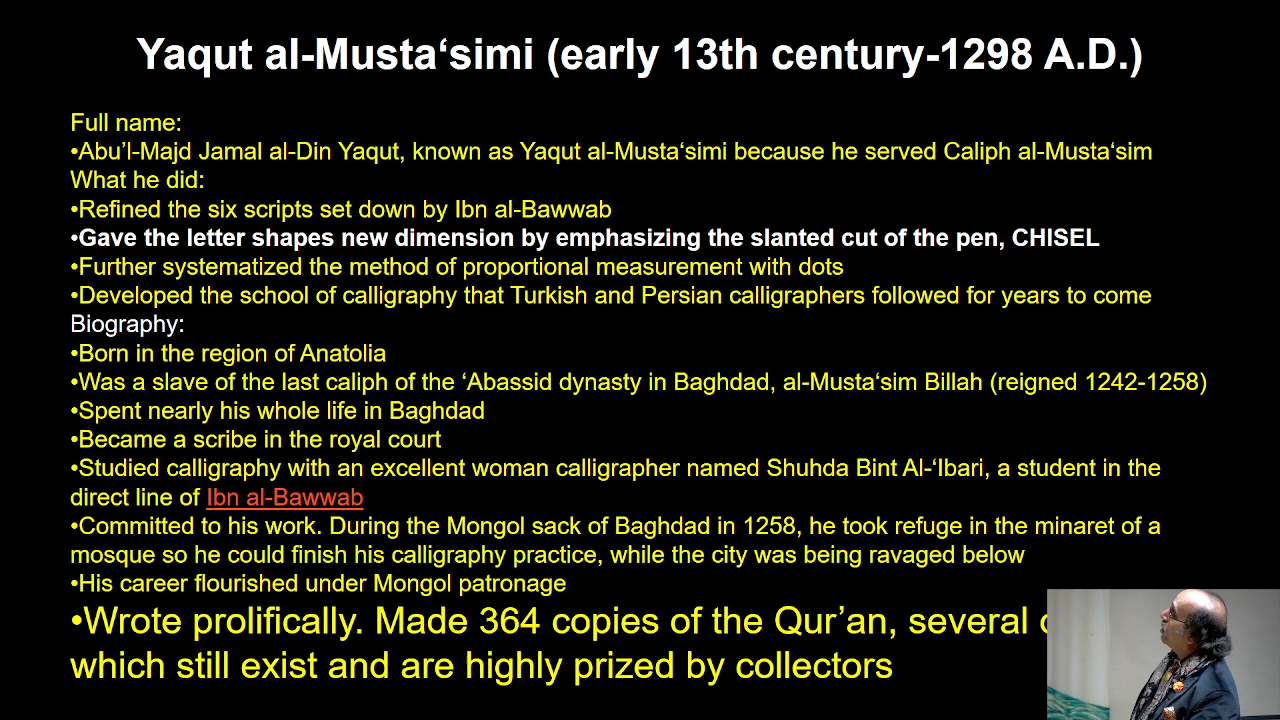 Yaqut al-Musta‘simi (early 13th century-1298 A.D.)
Full name:
•Abu’l-Majd Jamal al-Din Yaqut, known as Yaqut al-Musta‘simi because he served Caliph al-Musta‘sim
What he did:
•Refined the six scripts set down by Ibn al-Bawwab
•Gave the letter shapes new dimension by emphasizing the slanted cut of the pen, CHISEL
•Further systematized the method of proportional measurement with dots
•Developed the school of calligraphy that Turkish and Persian calligraphers followed for years to come
Biography:
•Born in the region of Anatolia
•Was a slave of the last caliph of the ‘Abassid dynasty in Baghdad, al-Musta‘sim Billah (reigned 1242-1258)
•Spent nearly his whole life in Baghdad
•Became a scribe in the royal court
•Studied calligraphy with an excellent woman calligrapher named Shuhda Bint Al-‘Ibari, a student in the
direct line of Ibn al-Bawwab
•Committed to his work. During the Mongol sack of Baghdad in 1258, he took refuge in the minaret of a
mosque so he could finish his calligraphy practice, while the city was being ravaged below
•His career flourished under Mongol patronage
•Wrote prolifically. Made 364 copies of the Qur’an, several
which still exist and are highly prized by collectors